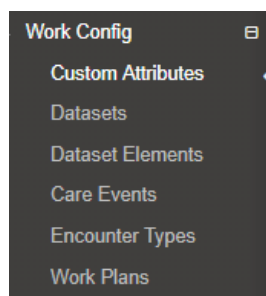 Work Config
Custom Attributes
Datasets
Dataset Elements
Care Events
Encounter Types
Work Plans